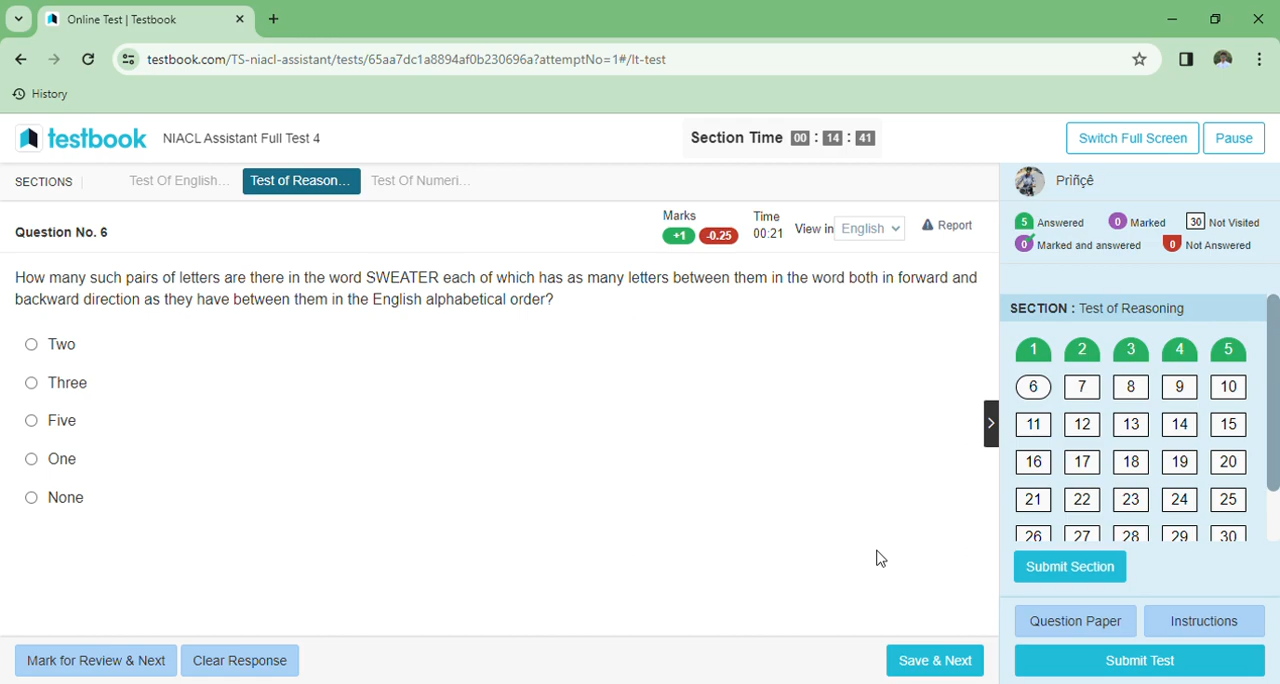 Online Test | Testbook
testbook.com/TS-niacl-assistant/tests/65aa7dc1a8894af0b230696a?attemptNo=1#/lt-test
History
testbook
NIACL Assistant Full Test 4
Section Time 00 : 14 : 41
Switch Full Screen
Pause
SECTIONS
Test Of English...
Test of Reason...
Test Of Numeri...
Priñçê
Question No. 6
Marks
+1 -0.25
Time
00:21
View in English
Report
5 Answered
0 Marked
30 Not Visited
0 Marked and answered
0 Not Answered
How many such pairs of letters are there in the word SWEATER each of which has as many letters between them in the word both in forward and
backward direction as they have between them in the English alphabetical order?
Two
Three
Five
One
None
SECTION : Test of Reasoning
1 2 3 4 5
6 7 8 9 10
11 12 13 14 15
16 17 18 19 20
21 22 23 24 25
26 27 28 29 30
Submit Section
Question Paper
Instructions
Mark for Review & Next
Clear Response
Save & Next
Submit Test